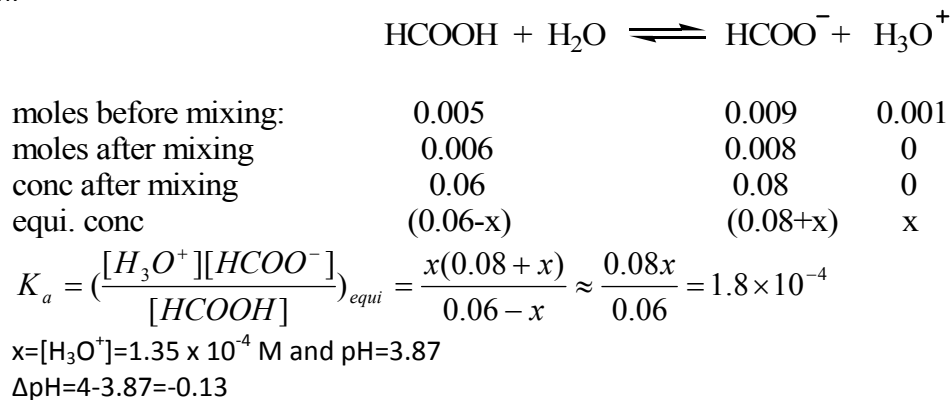 HCOOH + H₂O ⇌ HCOO⁻ + H₃O⁺
moles before mixing: 0.005 0.009 0.001
moles after mixing 0.006 0.008 0
conc after mixing 0.06 0.08 0
equi. conc (0.06-x) (0.08+x) x
Kₐ = ([H₃O⁺][HCOO⁻] / [HCOOH])equi = x(0.08 + x) / 0.06 − x ≈ 0.08x / 0.06 = 1.8×10⁻⁴
x=[H₃O⁺]=1.35 x 10⁻⁴ M and pH=3.87
ΔpH=4-3.87=-0.13